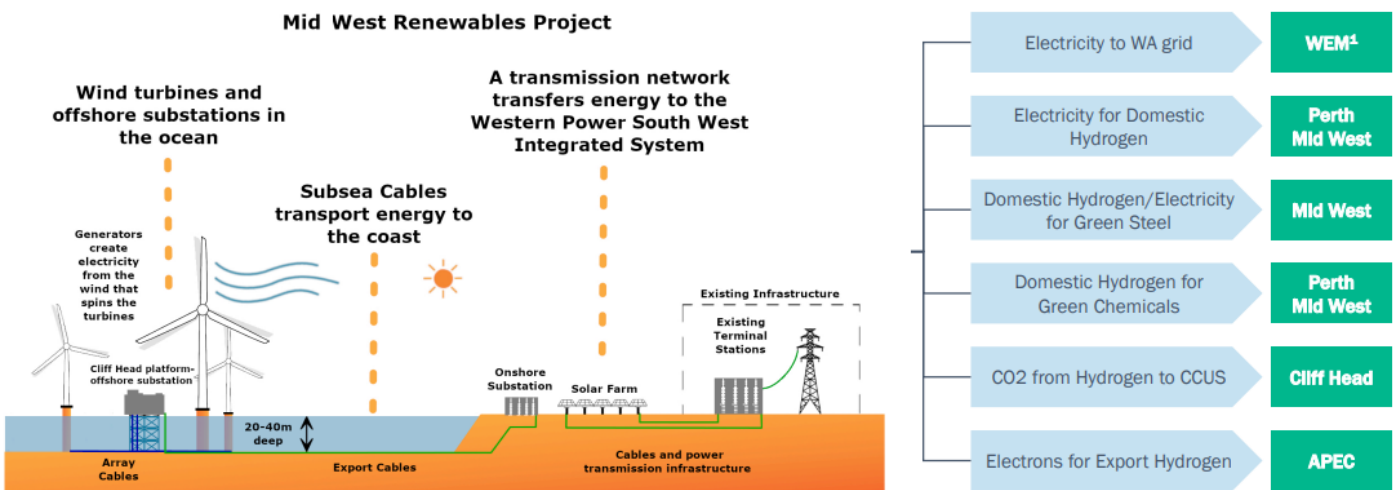 Mid West Renewables Project
Wind turbines and
offshore substations in
the ocean
A transmission network
transfers energy to the
Western Power South West
Integrated System
Subsea Cables
transport energy to
the coast
Generators
create
electricity
from the
wind that
spins the
turbines
Cliff Head platform-
offshore substation
Existing Infrastructure
Existing
Terminal
Stations
Onshore
Substation
Solar Farm
20-40m
deep
Array
Cables
Export Cables
Cables and power
transmission infrastructure
Electricity to WA grid
WEM¹
Electricity for Domestic
Hydrogen
Perth
Mid West
Domestic Hydrogen/Electricity
for Green Steel
Mid West
Domestic Hydrogen for
Green Chemicals
Perth
Mid West
CO2 from Hydrogen to CCUS
Cliff Head
Electrons for Export Hydrogen
APEC